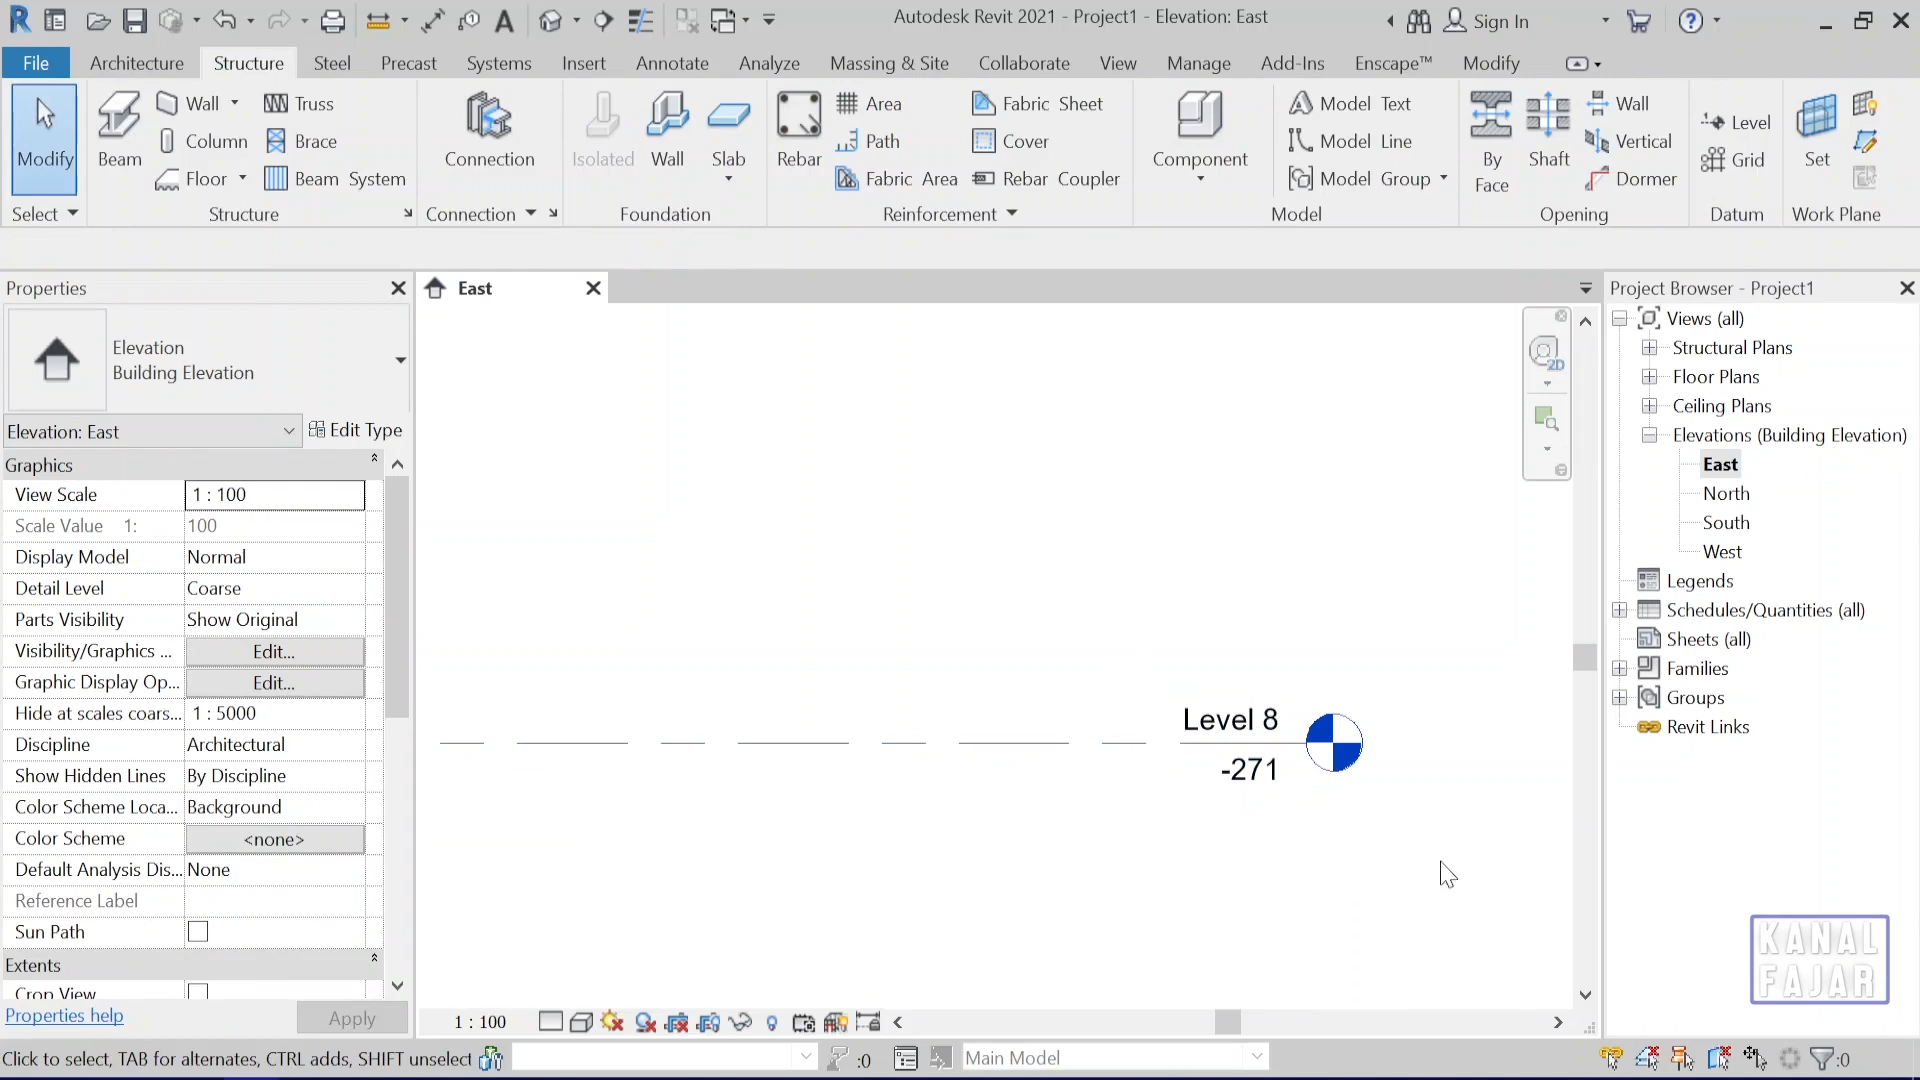 Autodesk Revit 2021 - Project1 - Elevation: East
Sign In
File Architecture Structure Steel Precast Systems Insert Annotate Analyze Massing & Site Collaborate View Manage Add-Ins Enscape™ Modify
Modify
Select
Beam
Wall
Column
Floor
Truss
Brace
Beam System
Structure
Connection
Connection
Isolated
Wall
Slab
Foundation
Rebar
Area
Path
Fabric Area
Fabric Sheet
Cover
Rebar Coupler
Reinforcement
Component
Model Text
Model Line
Model Group
Model
By
Face
Shaft
Wall
Vertical
Dormer
Opening
Level
Grid
Datum
Set
Work Plane
Properties
Elevation
Building Elevation
Elevation: East
Edit Type
Graphics
View Scale 1 : 100
Scale Value 1: 100
Display Model Normal
Detail Level Coarse
Parts Visibility Show Original
Visibility/Graphics ... Edit...
Graphic Display Op... Edit...
Hide at scales coars... 1 : 5000
Discipline Architectural
Show Hidden Lines By Discipline
Color Scheme Loca... Background
Color Scheme <none>
Default Analysis Dis... None
Reference Label
Sun Path
Extents
Crop View
Properties help
Apply
East
2D
Level 8
-271
1 : 100
Project Browser - Project1
Views (all)
Structural Plans
Floor Plans
Ceiling Plans
Elevations (Building Elevation)
East
North
South
West
Legends
Schedules/Quantities (all)
Sheets (all)
Families
Groups
Revit Links
KANAL
FAJAR
Click to select, TAB for alternates, CTRL adds, SHIFT unselect
:0
Main Model
:0